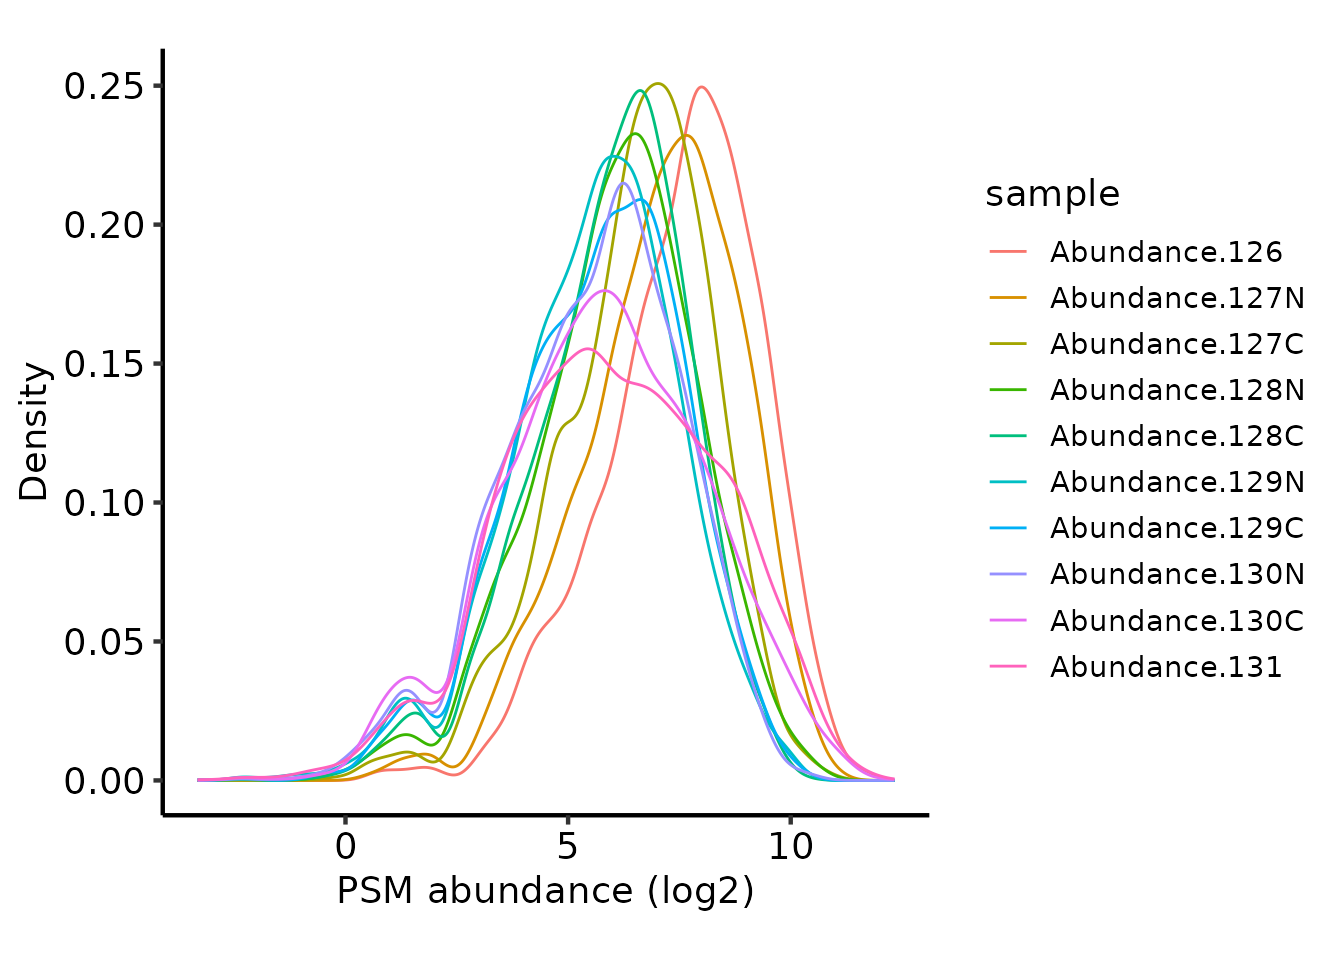 0.25
0.20
0.15
0.10
0.05
0.00
Density
0
5
10
PSM abundance (log2)
sample
Abundance.126
Abundance.127N
Abundance.127C
Abundance.128N
Abundance.128C
Abundance.129N
Abundance.129C
Abundance.130N
Abundance.130C
Abundance.131